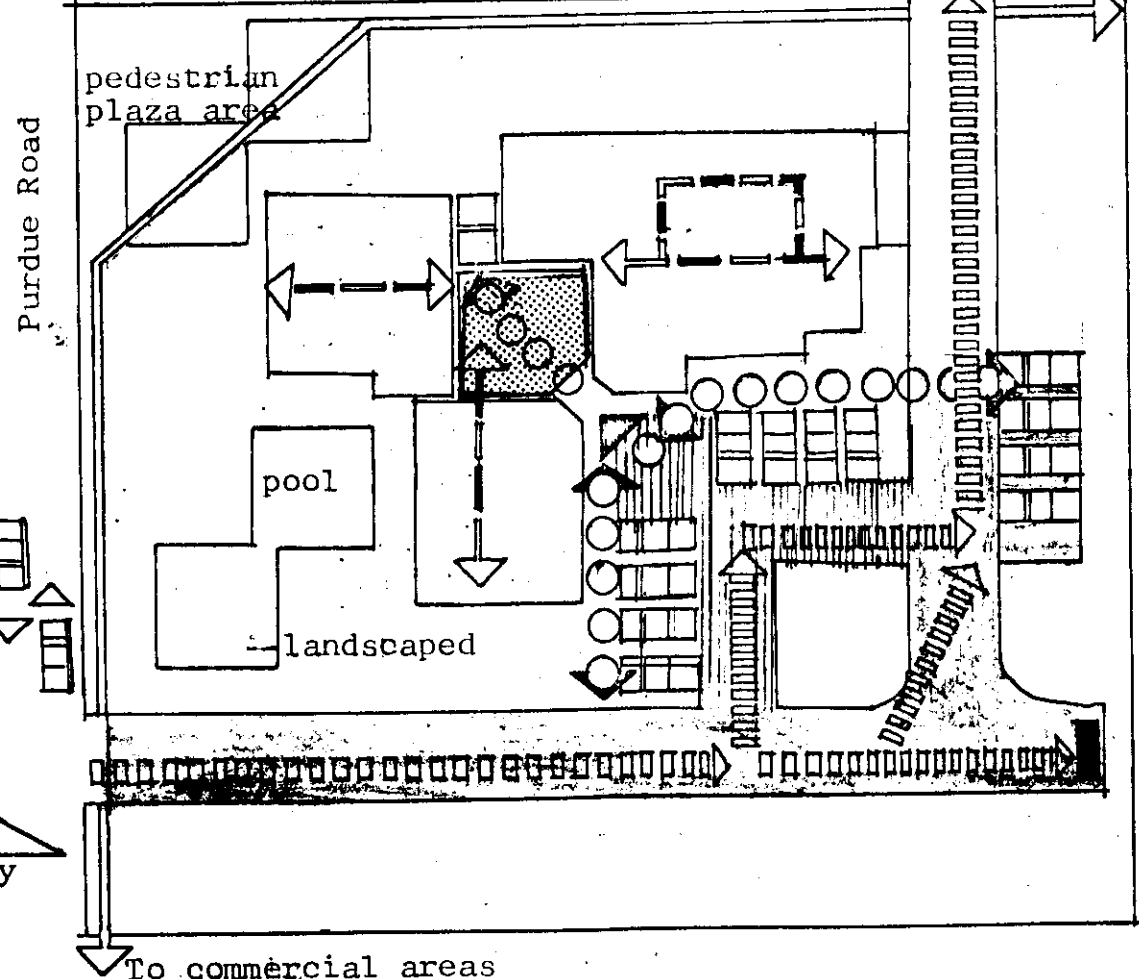 pedestrian
plaza area
Purdue Road
pool
landscaped
y
To commercial areas